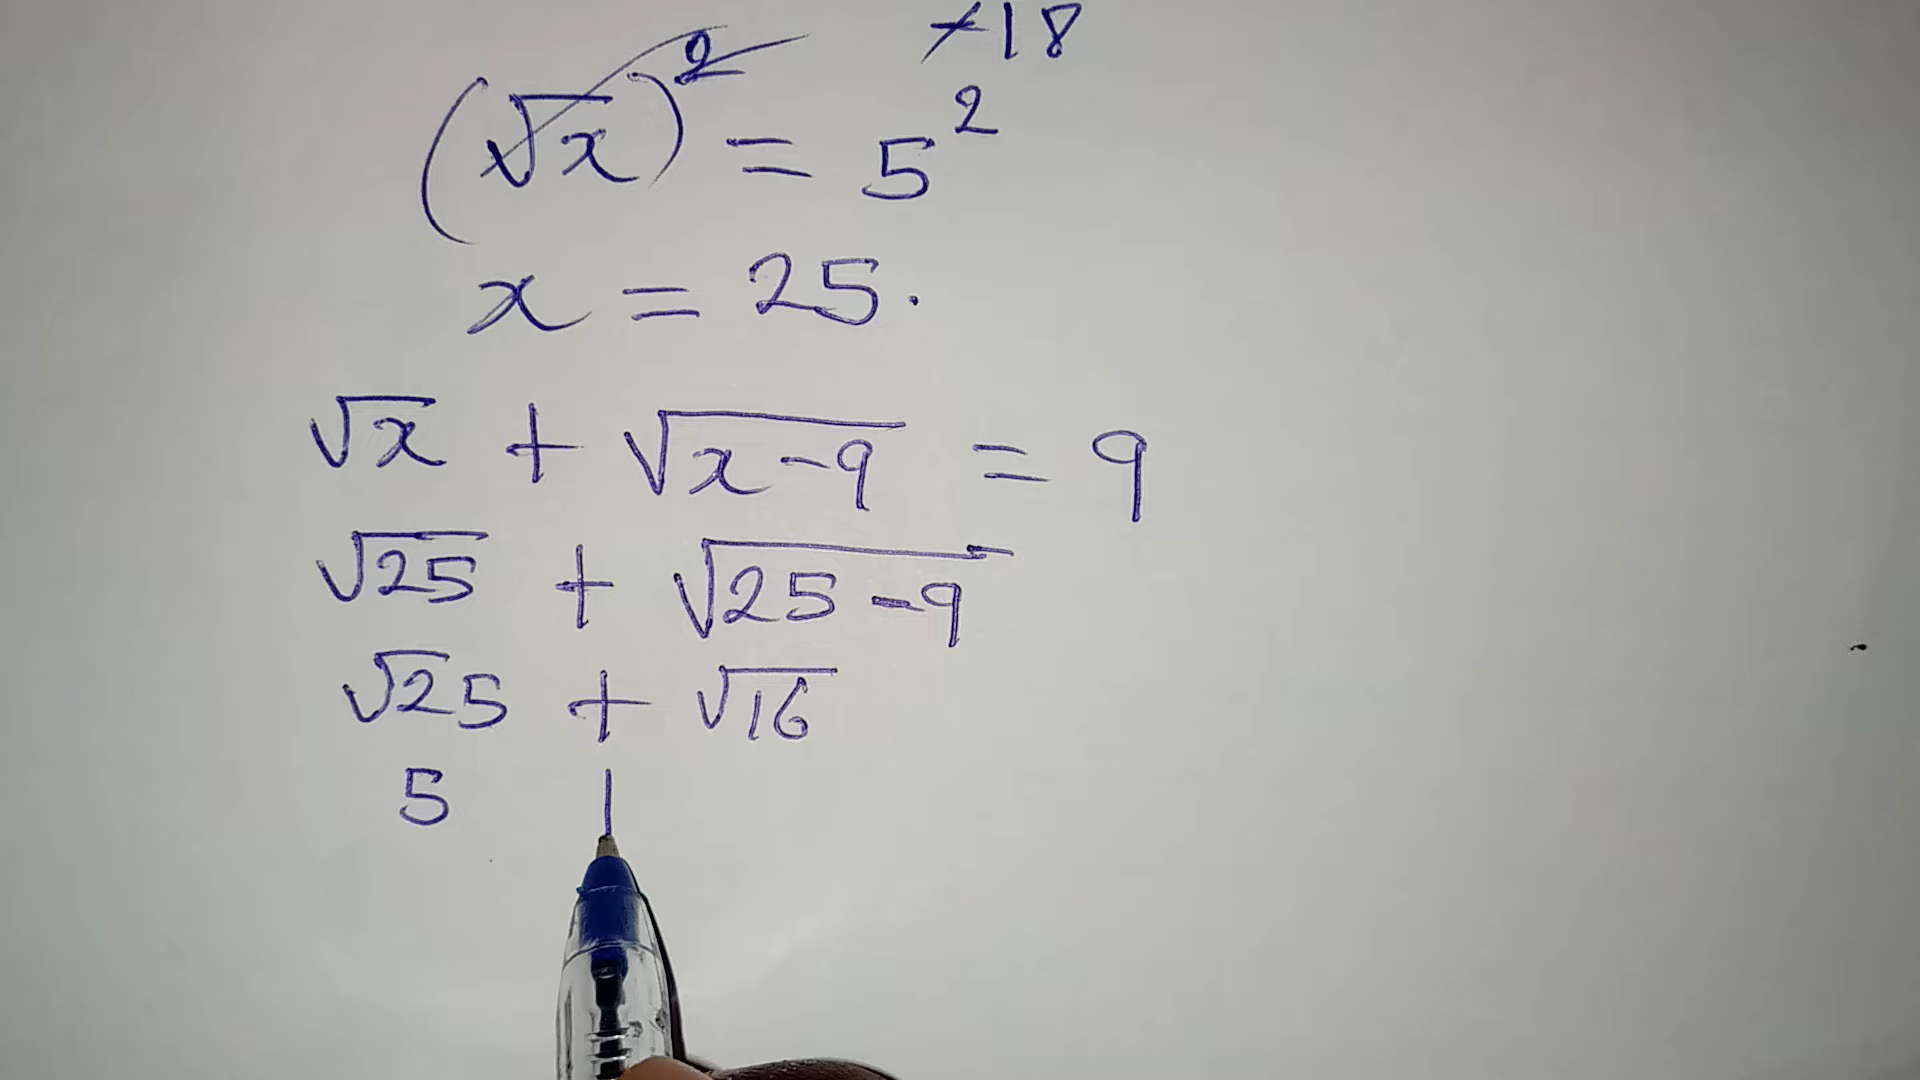 -18
(√x)² = 5²
x = 25.
√x + √x-9 = 9
√25 + √25-9
√25 + √16
5 |